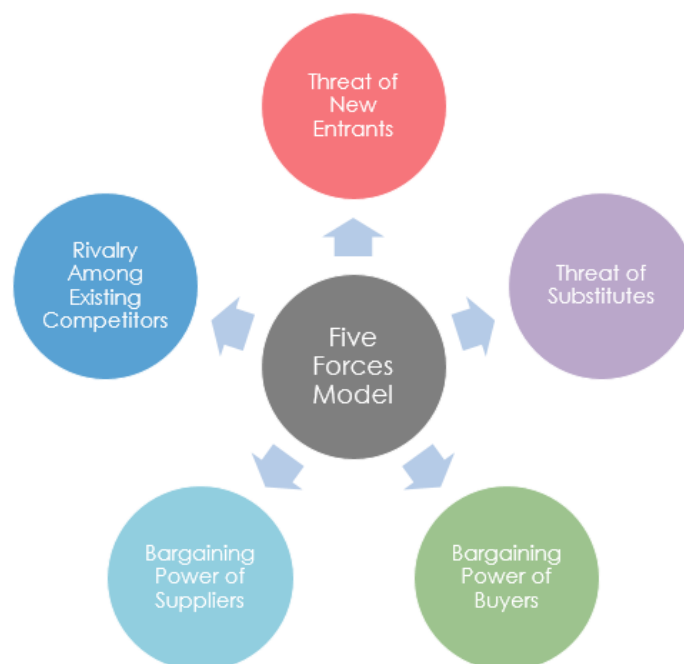 Threat of
New
Entrants
Rivalry
Among
Existing
Competitors
Threat of
Substitutes
Five
Forces
Model
Bargaining
Power of
Suppliers
Bargaining
Power of
Buyers